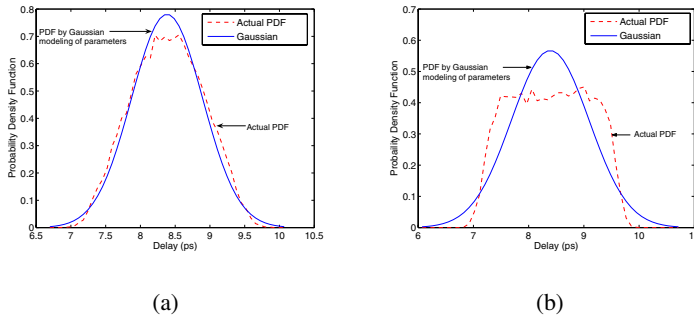 0.8
0.7
0.6
0.5
0.4
0.3
0.2
0.1
0
Probability Density Function
PDF by Gaussian
modeling of parameters
Actual PDF
Gaussian
Actual PDF
6.5 7 7.5 8 8.5 9 9.5 10 10.5
Delay (ps)
(a)
0.7
0.6
0.5
0.4
0.3
0.2
0.1
0
Probability Density Function
PDF by Gaussian
modeling of parameters
Actual PDF
Gaussian
Actual PDF
6 7 8 9 10
Delay (ps)
(b)